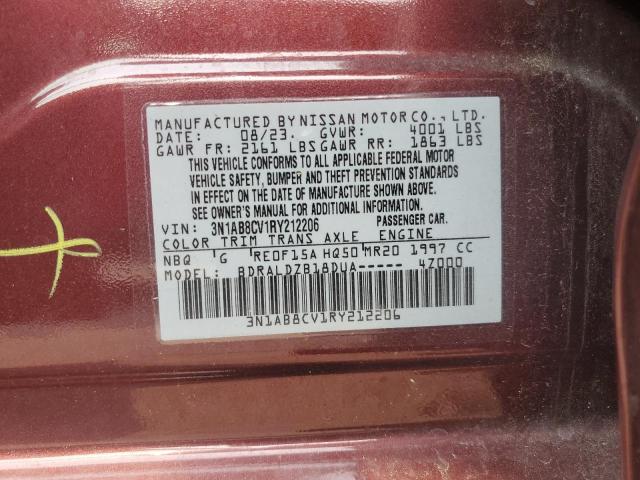 MANUFACTURED BY NISSAN MOTOR CO., LTD.
DATE: 08/23. GVWR: 4001 LBS
GAWR FR: 2161 LBS GAWR RR: 1863 LBS
THIS VEHICLE CONFORMS TO ALL APPLICABLE FEDERAL MOTOR
VEHICLE SAFETY, BUMPER AND THEFT PREVENTION STANDARDS
IN EFFECT ON THE DATE OF MANUFACTURE SHOWN ABOVE.
SEE OWNER'S MANUAL FOR ADDITIONAL INFORMATION.
VIN: 3N1AB8CV1RY212206 PASSENGER CAR.
COLOR TRIM TRANS AXLE ENGINE
NBQ 'G 'RE0F15A HQ50 MR20 1997 CC
MODEL: BDRALDZB18DUA----- 4Z000
3N1AB8CV1RY212206